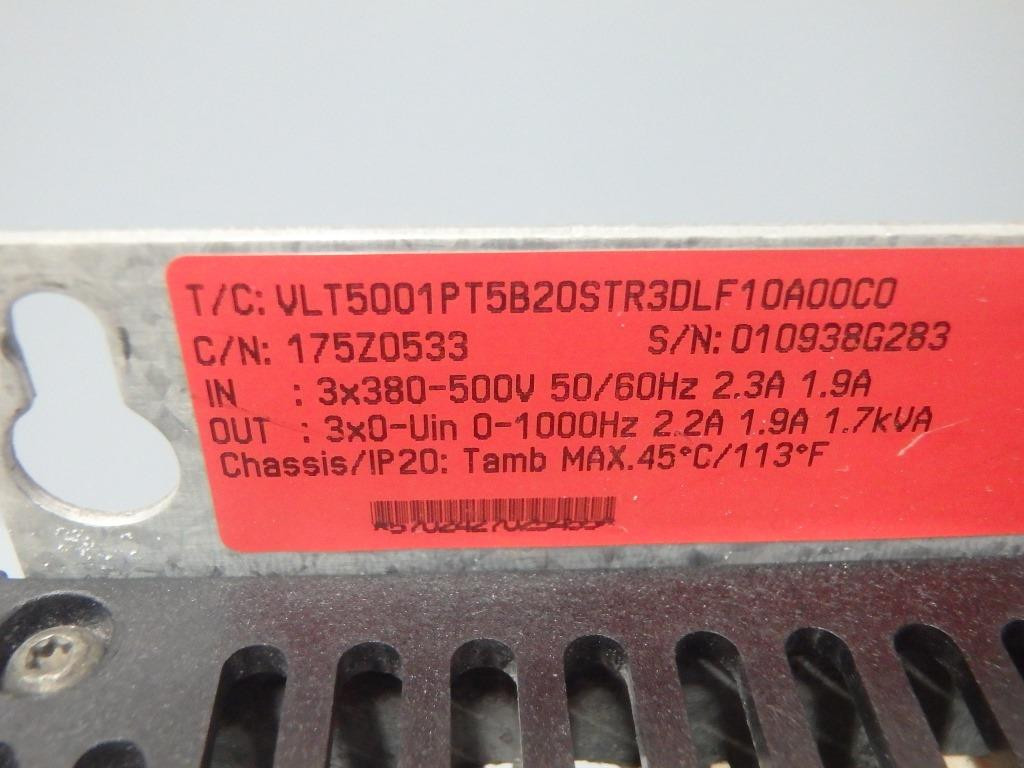 T/C: VLT5001PT5B20STR3DLF10A00C0
C/N: 175Z0533 S/N: 010938G283
IN : 3x380-500V 50/60Hz 2.3A 1.9A
OUT : 3x0-Uin 0-1000Hz 2.2A 1.9A 1.7kVA
Chassis/IP20: Tamb MAX.45°C/113°F